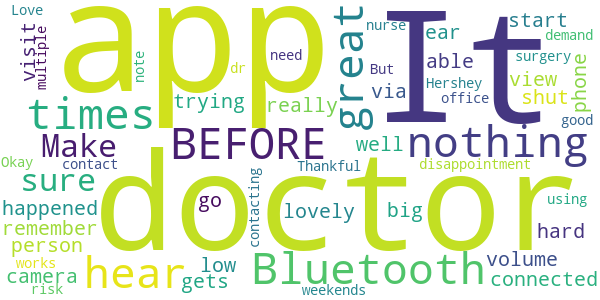 Love
multiple
visit
note
app
dr
need
trying
really
great
nurse
But
via
ear
able
Hershey
office
It
start
demand
surgery
view
phone
shut
good
times
Make
BEFORE
well
nothing
Okay
contact
sure
Thankful
disappointment
happened
remember
person
doctor
go
contacting
lovely
big
using
hard
camera
works
risk
hear
gets
low
Bluetooth
weekends
volume
connected